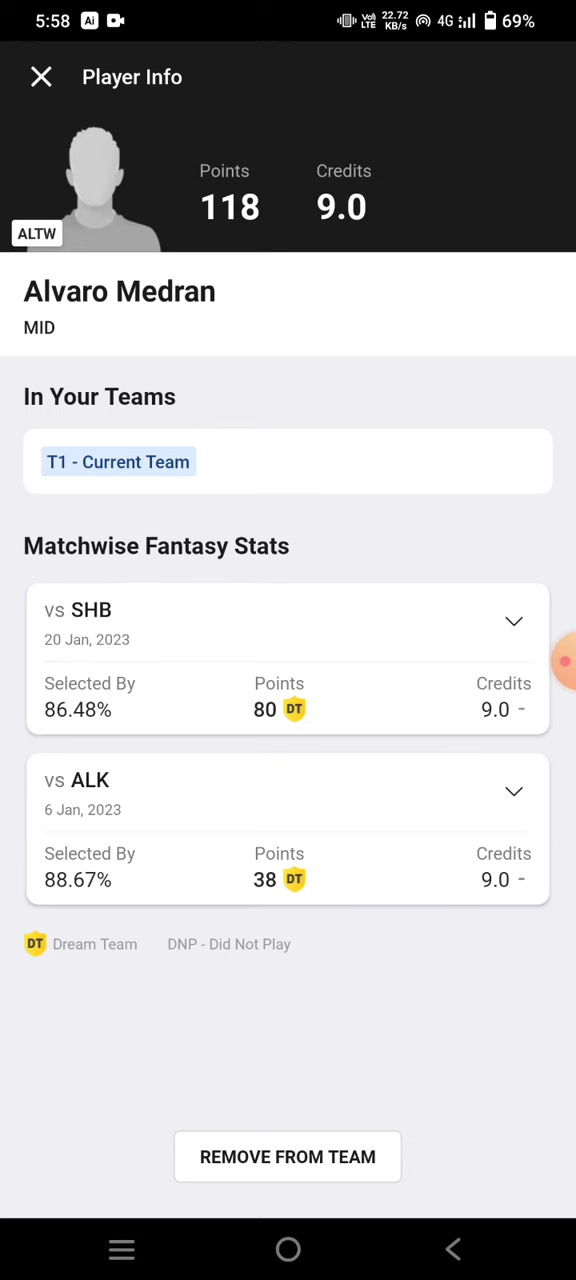 5:58 Ai Vol LTE 22.72 KB/s 4G 69%
Player Info
Points Credits
118 9.0
ALTW
Alvaro Medran
MID
In Your Teams
T1 - Current Team
Matchwise Fantasy Stats
vs SHB
20 Jan, 2023
Selected By Points Credits
86.48% 80 DT 9.0 -
vs ALK
6 Jan, 2023
Selected By Points Credits
88.67% 38 DT 9.0 -
DT Dream Team DNP - Did Not Play
REMOVE FROM TEAM